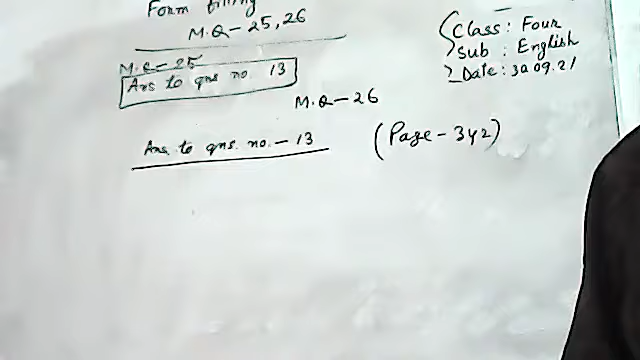 Form filling
M.Q - 25, 26
Class: Four
Sub : English
Date: 30.09.21
M.Q - 25
Ans to qns no. 13
M.Q - 26
Ans to qns. no. - 13 (Page - 342)